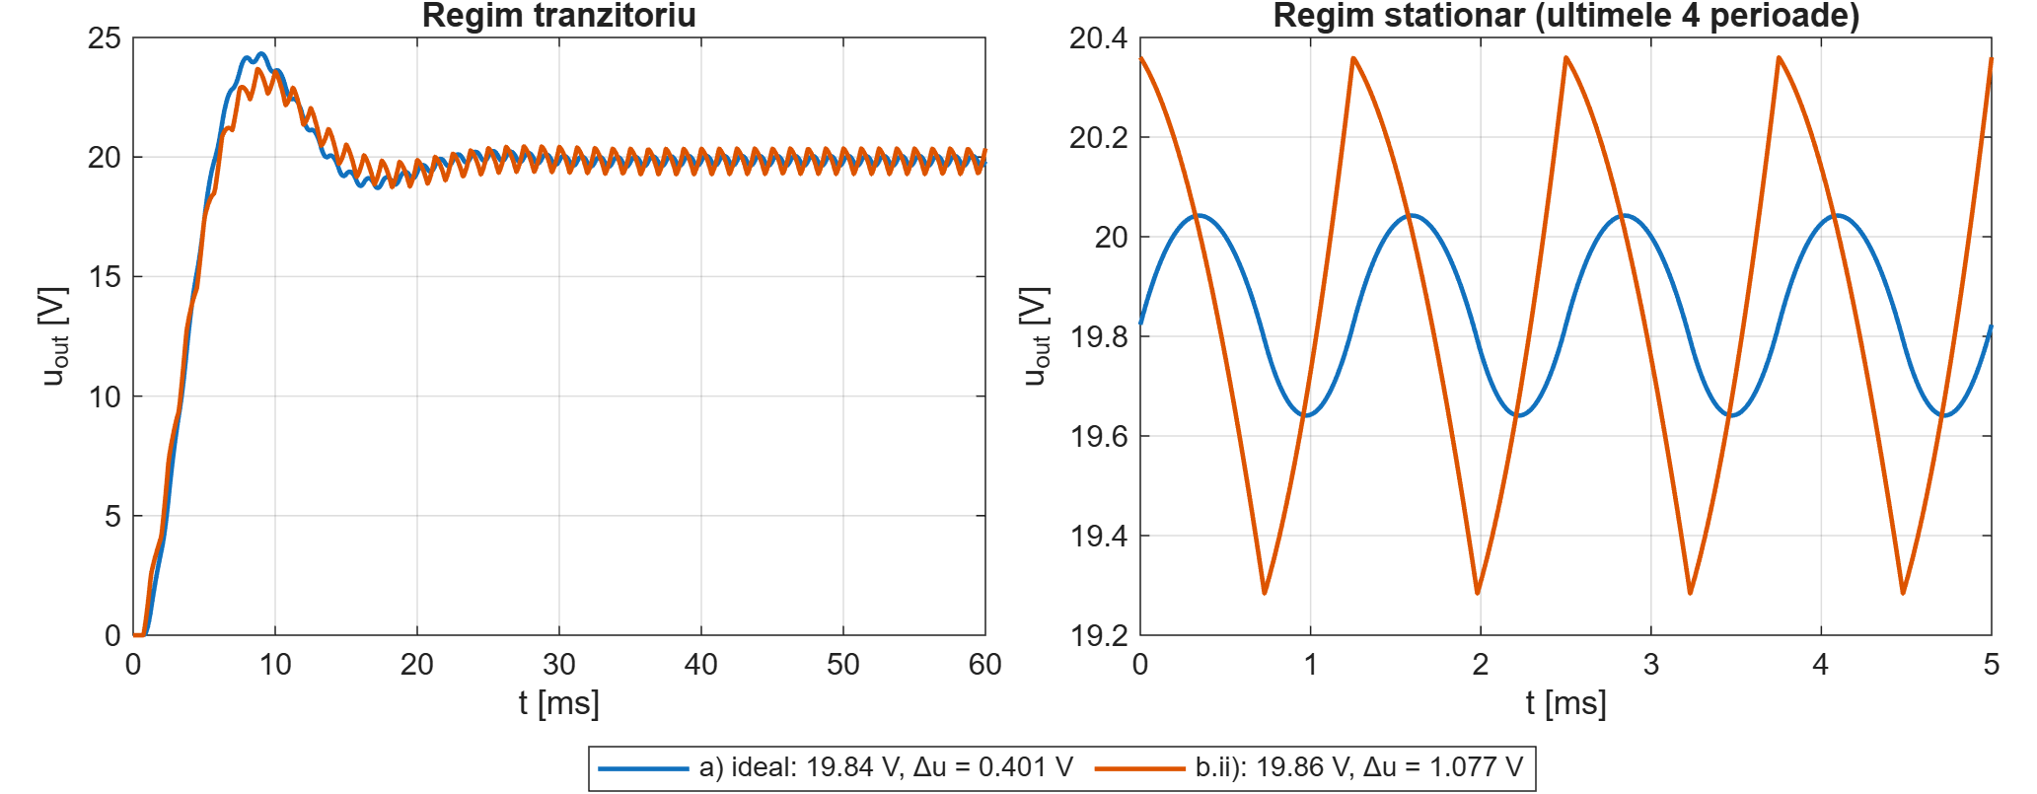 Regim tranzitoriu
25
20
15
10
5
0
0 10 20 30 40 50 60
u_out [V]
t [ms]
Regim stationar (ultimele 4 perioade)
20.4
20.2
20
19.8
19.6
19.4
19.2
0 1 2 3 4 5
u_out [V]
t [ms]
a) ideal: 19.84 V, Δu = 0.401 V b.ii): 19.86 V, Δu = 1.077 V